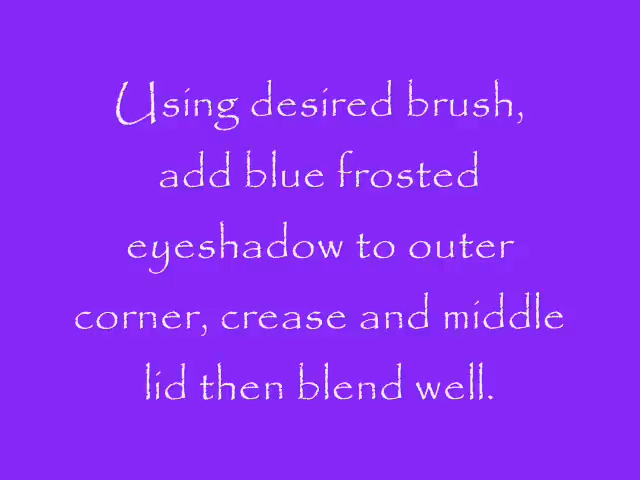 Using desired brush,
add blue frosted
eyeshadow to outer
corner, crease and middle
lid then blend well.